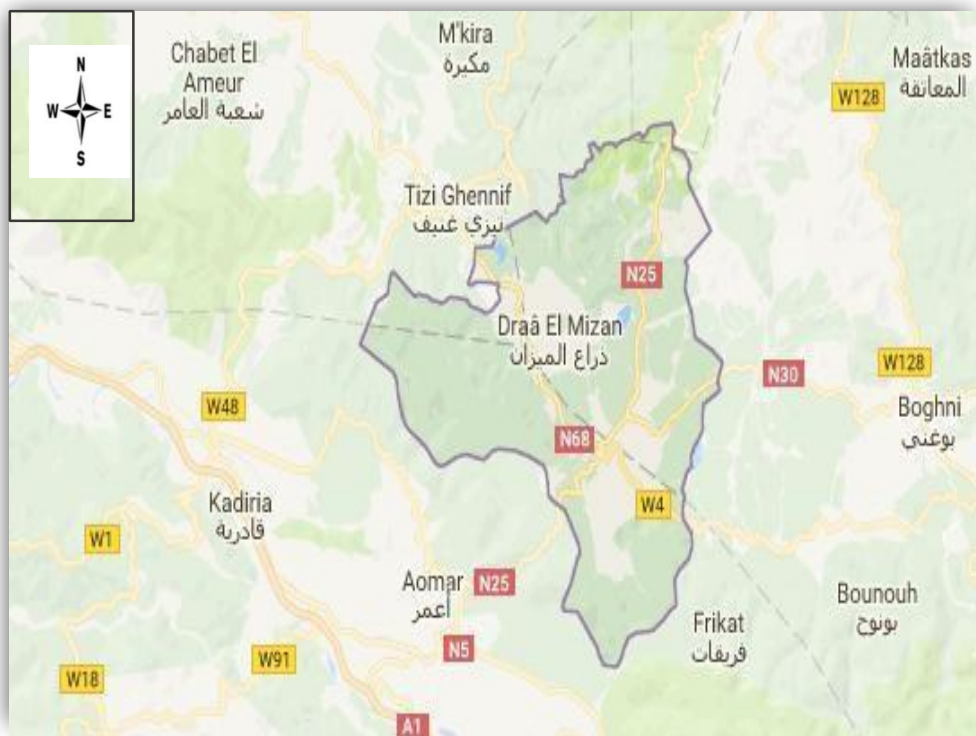 N
W E
S
Chabet El
Ameur
شعبة العامر
M'kira
مكيرة
Maâtkas
المعاتقة
W128
Tizi Ghennif
تيزي غنيف
N25
Draâ El Mizan
ذراع الميزان
N30
W128
Boghni
بوغني
W48
N68
W4
Kadiria
قادرية
W1
Aomar
أعمر
N25
Bounouh
بونوح
Frikat
فريقات
N5
W91
W18
A1